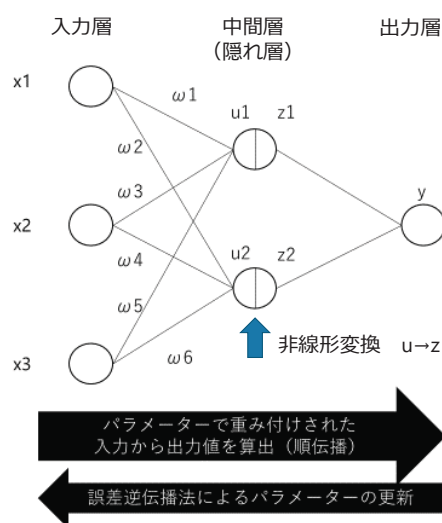 入力層
中間層
（隠れ層）
出力層
x1
ω1
u1
z1
ω2
y
ω3
x2
ω4
u2
z2
ω5
非線形変換　u→z
ω6
x3
パラメーターで重み付けされた
入力から出力値を算出（順伝播）
誤差逆伝播法によるパラメーターの更新